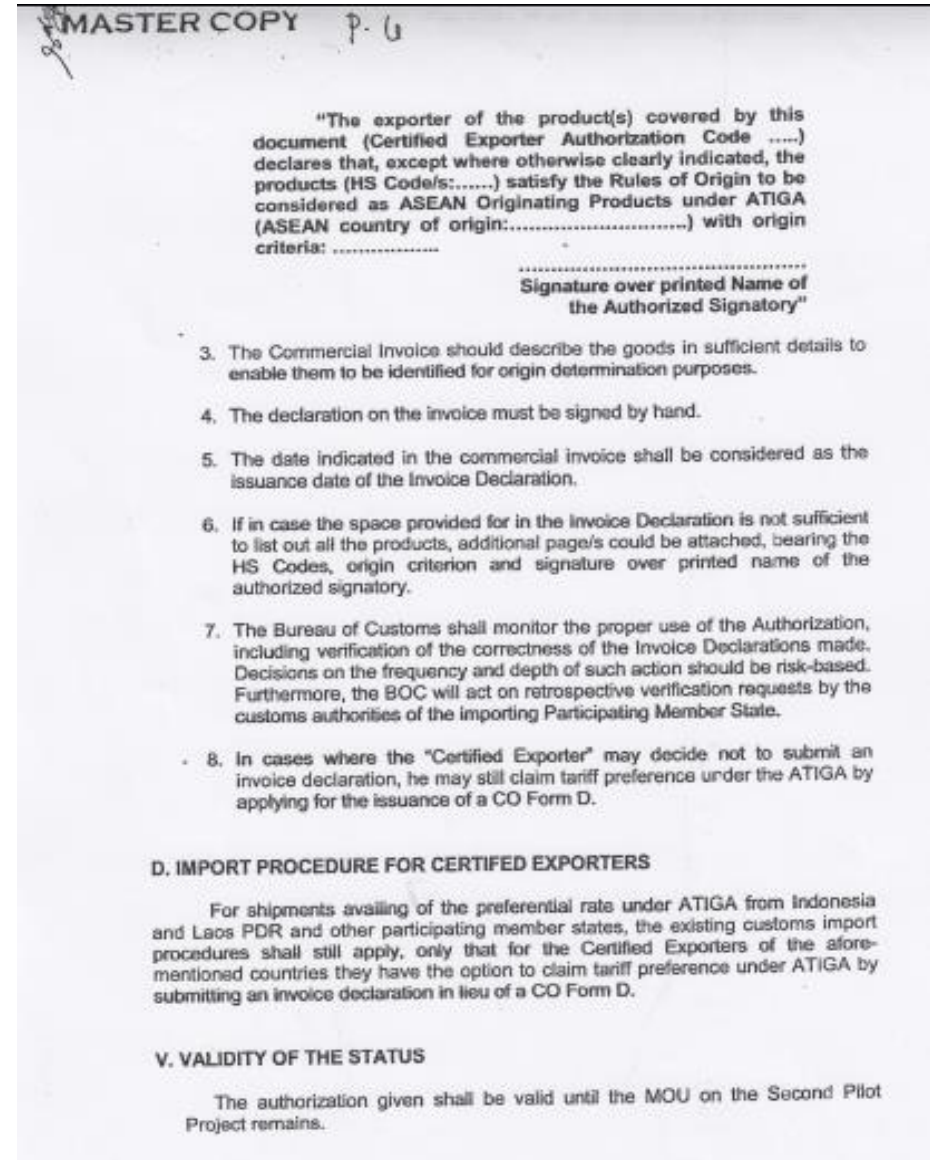 MASTER COPY P. 6
"The exporter of the product(s) covered by this
document (Certified Exporter Authorization Code .....)
declares that, except where otherwise clearly indicated, the
products (HS Code/s:......) satisfy the Rules of Origin to be
considered as ASEAN Originating Products under ATIGA
(ASEAN country of origin:.............................) with origin
criteria: ..................
...............................................
Signature over printed Name of
the Authorized Signatory"
3. The Commercial Invoice should describe the goods in sufficient details to
enable them to be identified for origin determination purposes.
4. The declaration on the invoice must be signed by hand.
5. The date indicated in the commercial invoice shall be considered as the
issuance date of the Invoice Declaration.
6. If in case the space provided for in the Invoice Declaration is not sufficient
to list out all the products, additional page/s could be attached, bearing the
HS Codes, origin criterion and signature over printed name of the
authorized signatory.
7. The Bureau of Customs shall monitor the proper use of the Authorization,
including verification of the correctness of the Invoice Declarations made.
Decisions on the frequency and depth of such action should be risk-based.
Furthermore, the BOC will act on retrospective verification requests by the
customs authorities of the importing Participating Member State.
8. In cases where the "Certified Exporter" may decide not to submit an
invoice declaration, he may still claim tariff preference under the ATIGA by
applying for the issuance of a CO Form D.
D. IMPORT PROCEDURE FOR CERTIFED EXPORTERS
For shipments availing of the preferential rate under ATIGA from Indonesia
and Laos PDR and other participating member states, the existing customs import
procedures shall still apply, only that for the Certified Exporters of the afore-
mentioned countries they have the option to claim tariff preference under ATIGA by
submitting an invoice declaration in lieu of a CO Form D.
V. VALIDITY OF THE STATUS
The authorization given shall be valid until the MOU on the Second Pilot
Project remains.